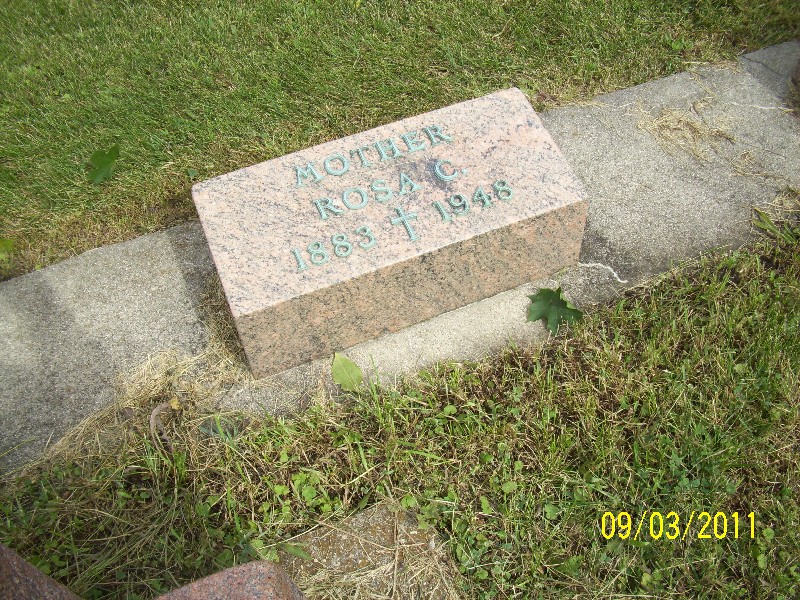 MOTHER
ROSA C.
1883 ✝ 1948
09/03/2011